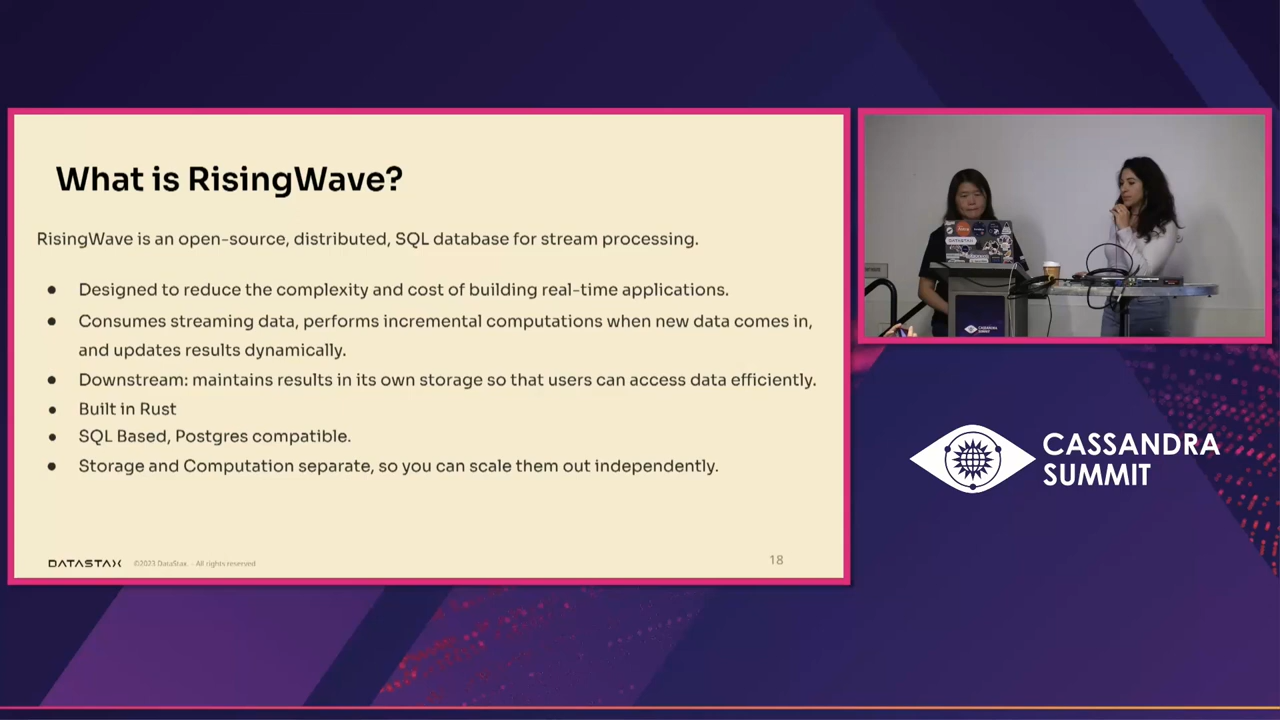 What is RisingWave?
RisingWave is an open-source, distributed, SQL database for stream processing.
● Designed to reduce the complexity and cost of building real-time applications.
● Consumes streaming data, performs incremental computations when new data comes in,
and updates results dynamically.
● Downstream: maintains results in its own storage so that users can access data efficiently.
● Built in Rust
● SQL Based, Postgres compatible.
● Storage and Computation separate, so you can scale them out independently.
DATASTAX ©2023 DataStax. – All rights reserved
18
DATASTAX
CASSANDRA
SUMMIT
CASSANDRA
SUMMIT